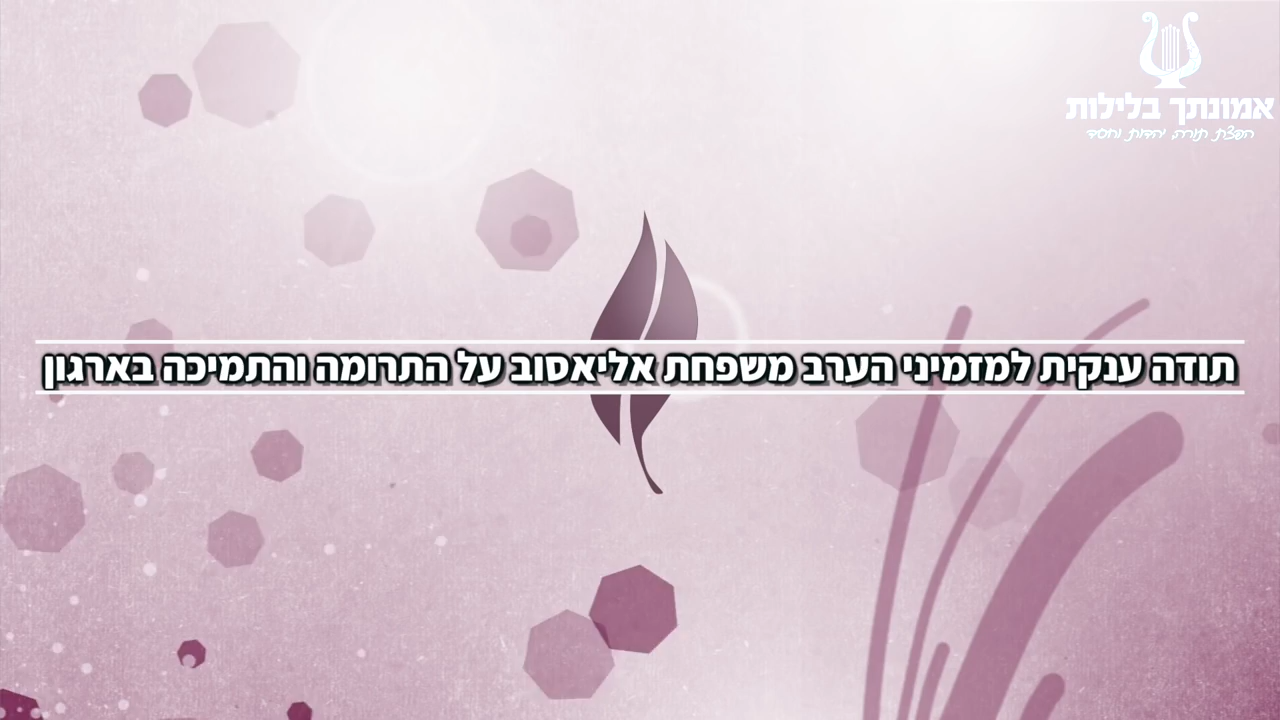 אמונתך בלילות
הפצת תורה, יהדות וחסד
תודה ענקית למזמיני הערב משפחת אליאסוב על התרומה והתמיכה בארגון